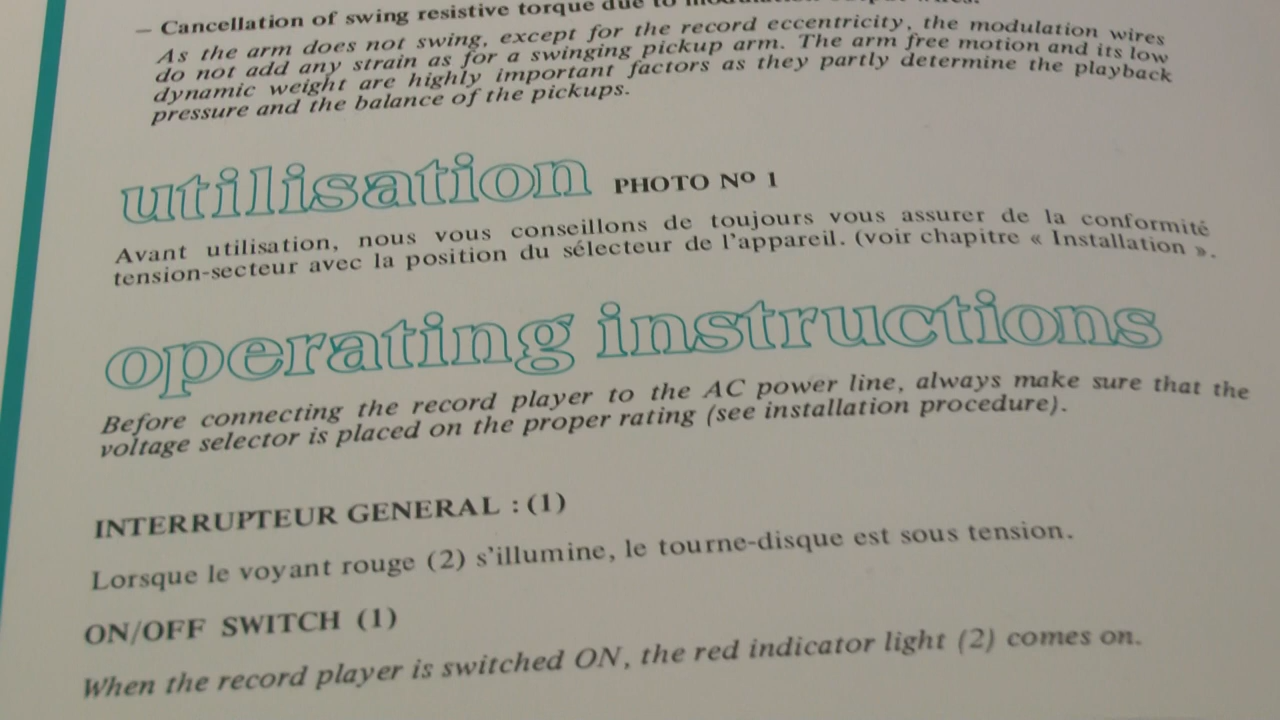 — Cancellation of swing resistive torque due to
As the arm does not swing, except for the record eccentricity, the modulation wires
do not add any strain as for a swinging pickup arm. The arm free motion and its low
dynamic weight are highly important factors as they partly determine the playback
pressure and the balance of the pickups.
utilisation PHOTO Nº 1
Avant utilisation, nous vous conseillons de toujours vous assurer de la conformité
tension-secteur avec la position du sélecteur de l'appareil. (voir chapitre « Installation ».
operating instructions
Before connecting the record player to the AC power line, always make sure that the
voltage selector is placed on the proper rating (see installation procedure).
INTERRUPTEUR GENERAL : (1)
Lorsque le voyant rouge (2) s'illumine, le tourne-disque est sous tension.
ON/OFF SWITCH (1)
When the record player is switched ON, the red indicator light (2) comes on.